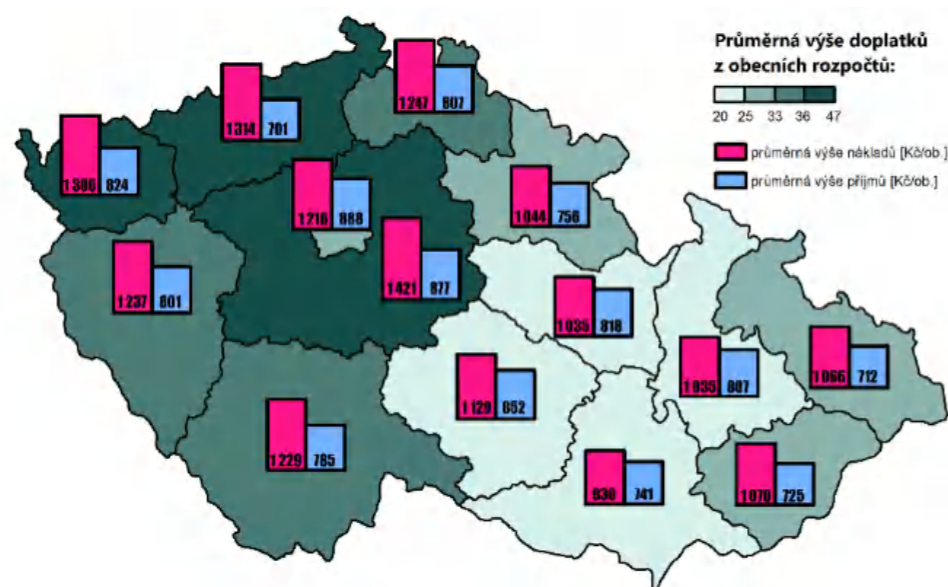 Průměrná výše doplatků
z obecních rozpočtů:
20 25 33 36 47
průměrná výše nákladů [Kč/ob.]
průměrná výše příjmů [Kč/ob.]
1247 807
1314 701
1386 824
1216 888
1044 756
1421 877
1237 801
1035 818
1066 712
1035 807
1129 852
1229 785
930 741
1070 725